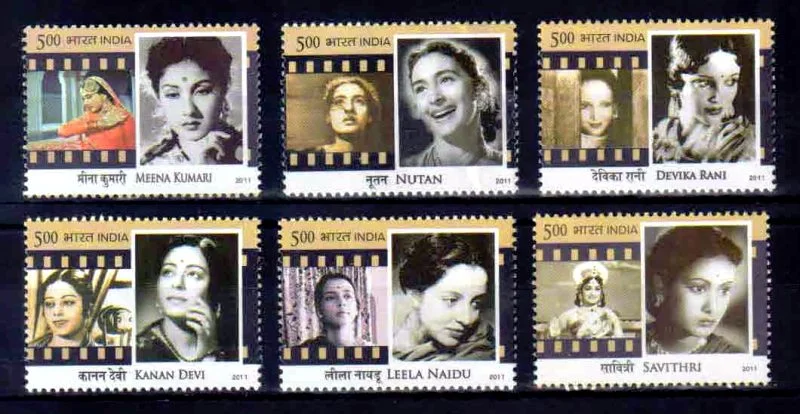 5.00 भारत INDIA
मीना कुमारी MEENA KUMARI 2011
5.00 भारत INDIA
नूतन NUTAN 2011
5.00 भारत INDIA
देविका रानी DEVIKA RANI 2011
5.00 भारत INDIA
कानन देवी KANAN DEVI 2011
5.00 भारत INDIA
लीला नायडू LEELA NAIDU 2011
5.00 भारत INDIA
सावित्री SAVITHRI 2011